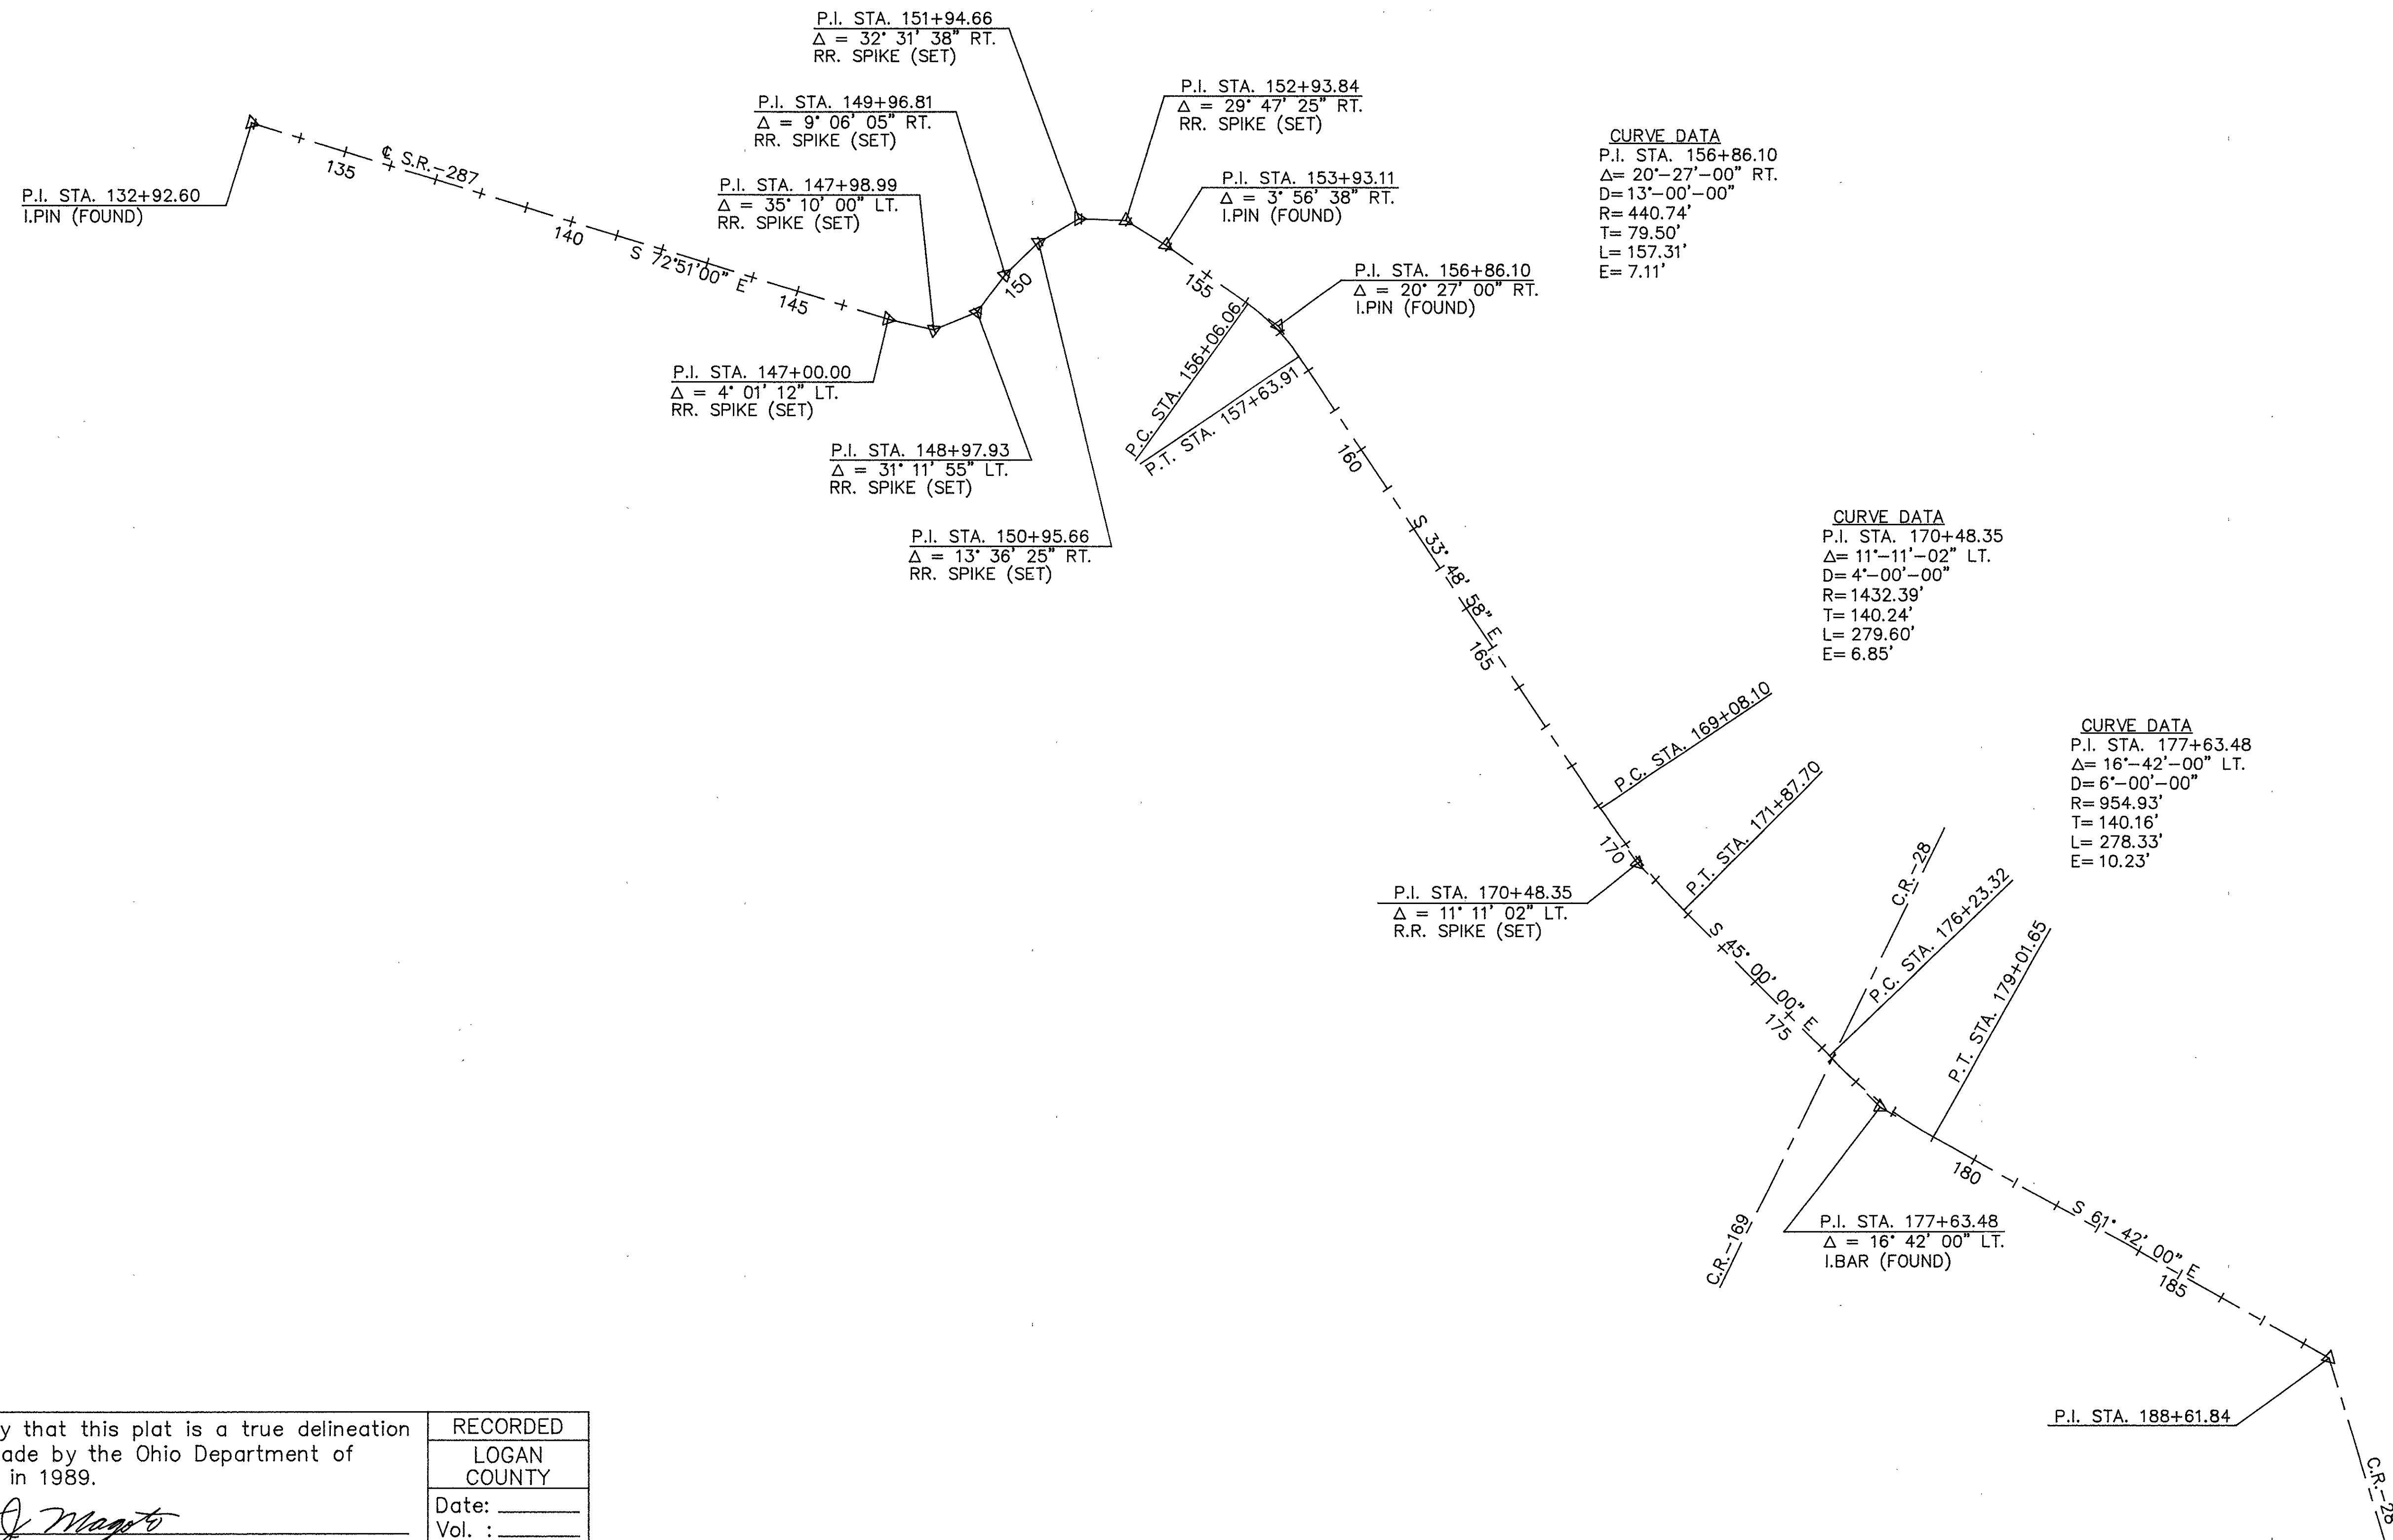 P.I. STA. 151+94.66
Δ = 32° 31' 38" RT.
RR. SPIKE (SET)
P.I. STA. 152+93.84
Δ = 29° 47' 25" RT.
RR. SPIKE (SET)
P.I. STA. 149+96.81
Δ = 9° 06' 05" RT.
RR. SPIKE (SET)
P.I. STA. 132+92.60
I.PIN (FOUND)
135
℄ S.R.-287
140
S 72°51'00" E
145
P.I. STA. 147+98.99
Δ = 35° 10' 00" LT.
RR. SPIKE (SET)
P.I. STA. 153+93.11
Δ = 3° 56' 38" RT.
I.PIN (FOUND)
CURVE DATA
P.I. STA. 156+86.10
Δ= 20°-27'-00" RT.
D= 13°-00'-00"
R= 440.74'
T= 79.50'
L= 157.31'
E= 7.11'
150
155
P.I. STA. 156+86.10
Δ = 20° 27' 00" RT.
I.PIN (FOUND)
P.I. STA. 147+00.00
Δ = 4° 01' 12" LT.
RR. SPIKE (SET)
P.C. STA. 156+06.06
P.T. STA. 157+63.91
P.I. STA. 148+97.93
Δ = 31° 11' 55" LT.
RR. SPIKE (SET)
P.I. STA. 150+95.66
Δ = 13° 36' 25" RT.
RR. SPIKE (SET)
160
S 33° 48' 58" E
165
CURVE DATA
P.I. STA. 170+48.35
Δ= 11°-11'-02" LT.
D= 4°-00'-00"
R= 1432.39'
T= 140.24'
L= 279.60'
E= 6.85'
P.C. STA. 169+08.10
170
P.T. STA. 171+87.70
CURVE DATA
P.I. STA. 177+63.48
Δ= 16°-42'-00" LT.
D= 6°-00'-00"
R= 954.93'
T= 140.16'
L= 278.33'
E= 10.23'
P.I. STA. 170+48.35
Δ = 11° 11' 02" LT.
R.R. SPIKE (SET)
S 45° 00' 00" E
175
C.R.-28
P.C. STA. 176+23.32
P.T. STA. 179+01.65
180
C.R.-169
P.I. STA. 177+63.48
Δ = 16° 42' 00" LT.
I.BAR (FOUND)
S 61° 42' 00" E
185
P.I. STA. 188+61.84
C.R.-28
y that this plat is a true delineation
ade by the Ohio Department of
in 1989.
J Magoto
RECORDED
LOGAN
COUNTY
Date:
Vol. :